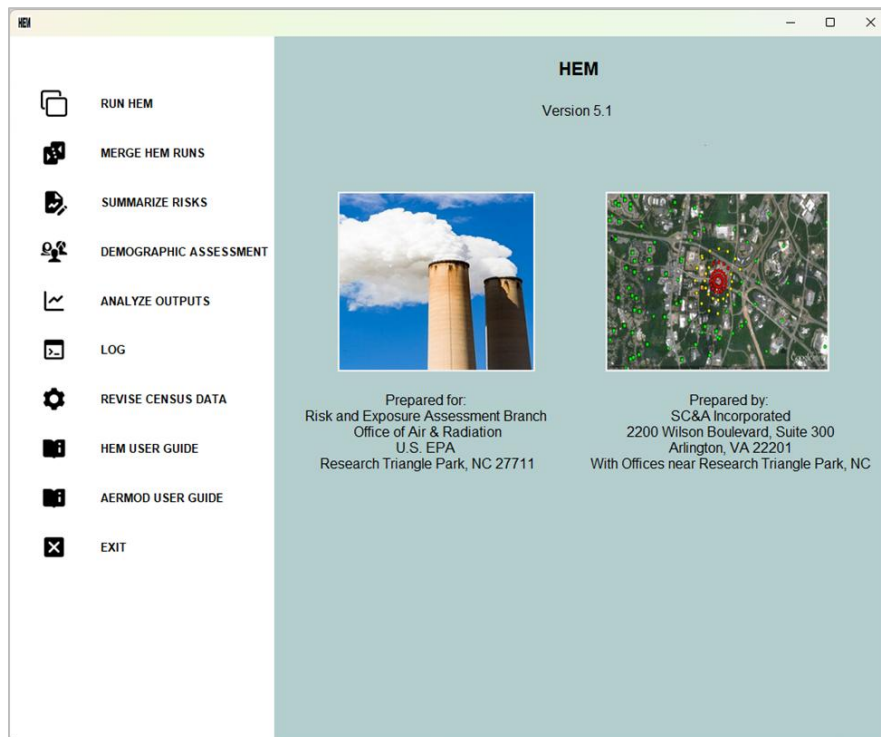 HEM
RUN HEM
MERGE HEM RUNS
SUMMARIZE RISKS
DEMOGRAPHIC ASSESSMENT
ANALYZE OUTPUTS
LOG
REVISE CENSUS DATA
HEM USER GUIDE
AERMOD USER GUIDE
EXIT
HEM
Version 5.1
Prepared for:
Risk and Exposure Assessment Branch
Office of Air & Radiation
U.S. EPA
Research Triangle Park, NC 27711
Prepared by:
SC&A Incorporated
2200 Wilson Boulevard, Suite 300
Arlington, VA 22201
With Offices near Research Triangle Park, NC